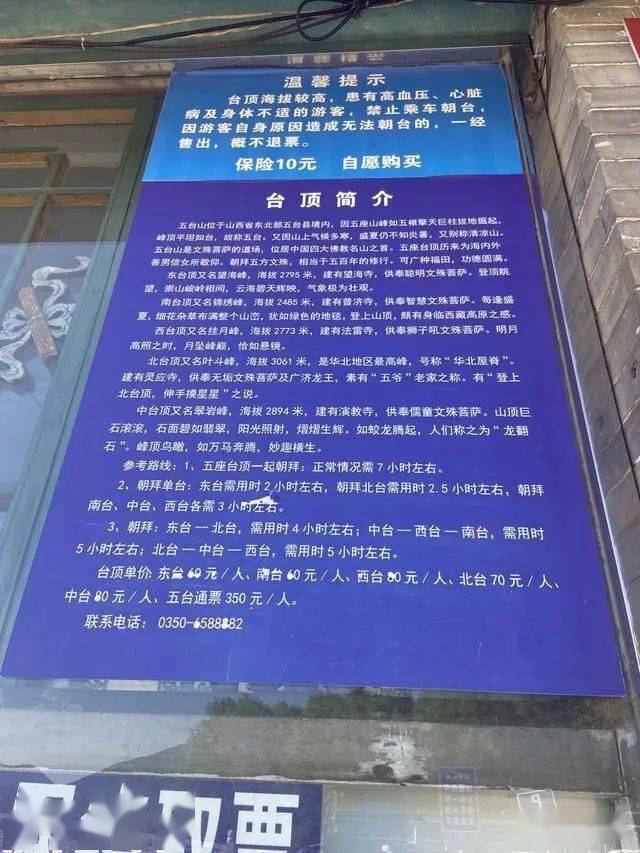 温馨提示
台顶海拔较高，患有高血压、心脏
病及身体不适的游客，禁止乘车朝台，
因游客自身原因造成无法朝台的，一经
售出，概不退票。
保险10元 自愿购买
台顶简介
五台山位于山西省东北部五台县境内，因五座山峰如五根擎天巨柱拔地掘起，
峰顶平坦如台，故称五台。又因山上气候多寒，盛夏仍不知炎暑，又别称清凉山。
五台山是文殊菩萨的道场，位居中国四大佛教名山之首。五座台顶历来为海内外
善男信女所敬仰。朝拜五方文殊，相当于五百年的修行，可广种福田，功德圆满。
东台顶又名望海峰，海拔2795米，建有望海寺，供奉聪明文殊菩萨。登顶眺
望，崇山峻岭相间，云海碧天辉映，气象极为壮观。
南台顶又名锦绣峰，海拔2485米，建有普济寺，供奉智慧文殊菩萨。每逢盛
夏，细花杂草布满整个山峦，犹如绿色的地毯，登上山顶，颇有身临西藏高原之感。
西台顶又名挂月峰，海拔2773米，建有法雷寺，供奉狮子吼文殊菩萨。明月
高照之时，月坠峰巅，恰如悬镜。
北台顶又名叶斗峰，海拔3061米，是华北地区最高峰，号称“华北屋脊”。
建有灵应寺，供奉无垢文殊菩萨及广济龙王，素有“五爷”老家之称。有“登上
北台顶，伸手摸星星”之说。
中台顶又名翠岩峰，海拔2894米，建有演教寺，供奉儒童文殊菩萨。山顶巨
石滚滚，石面碧如翡翠，阳光照射，熠熠生辉。如蛟龙腾起，人们称之为“龙翻
石”。峰顶鸟瞰，如万马奔腾，妙趣横生。
参考路线：1、五座台顶一起朝拜：正常情况需7小时左右。
2、朝拜单台：东台需用时2小时左右，朝拜北台需用时2.5小时左右，朝拜
南台、中台、西台各需3小时左右。
3、朝拜：东台一北台，需用时4小时左右；中台一西台一南台，需用时
5小时左右；北台一中台一西台，需用时5小时左右。
台顶单价：东台60元/人、南台60元/人、西台80元/人、北台70元/人、
中台80元/人、五台通票350元/人。
联系电话：0350-6588882
票